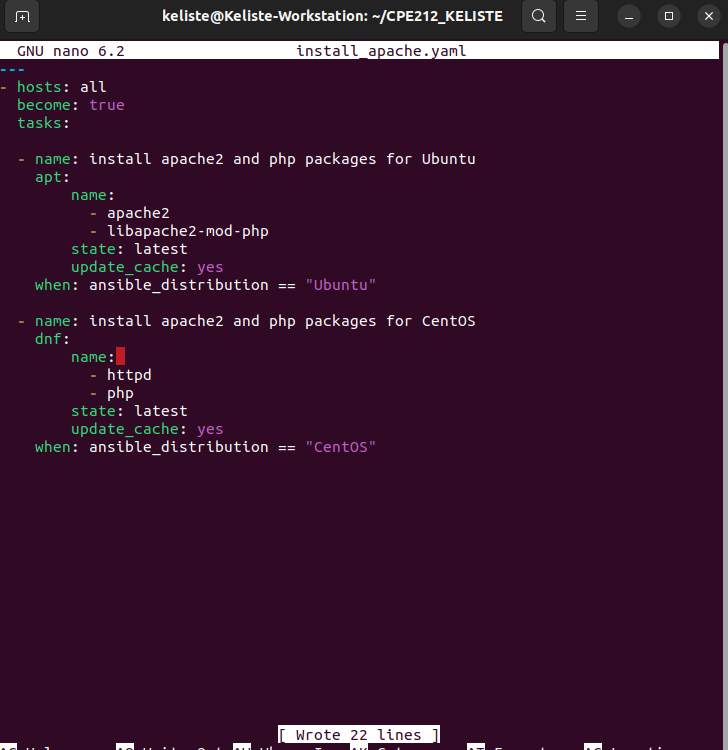 keliste@Keliste-Workstation: ~/CPE212_KELISTE
GNU nano 6.2 install_apache.yaml
---
- hosts: all
  become: true
  tasks:

  - name: install apache2 and php packages for Ubuntu
    apt:
        name:
          - apache2
          - libapache2-mod-php
        state: latest
        update_cache: yes
    when: ansible_distribution == "Ubuntu"

  - name: install apache2 and php packages for CentOS
    dnf:
        name:
          - httpd
          - php
        state: latest
        update_cache: yes
    when: ansible_distribution == "CentOS"
[ Wrote 22 lines ]